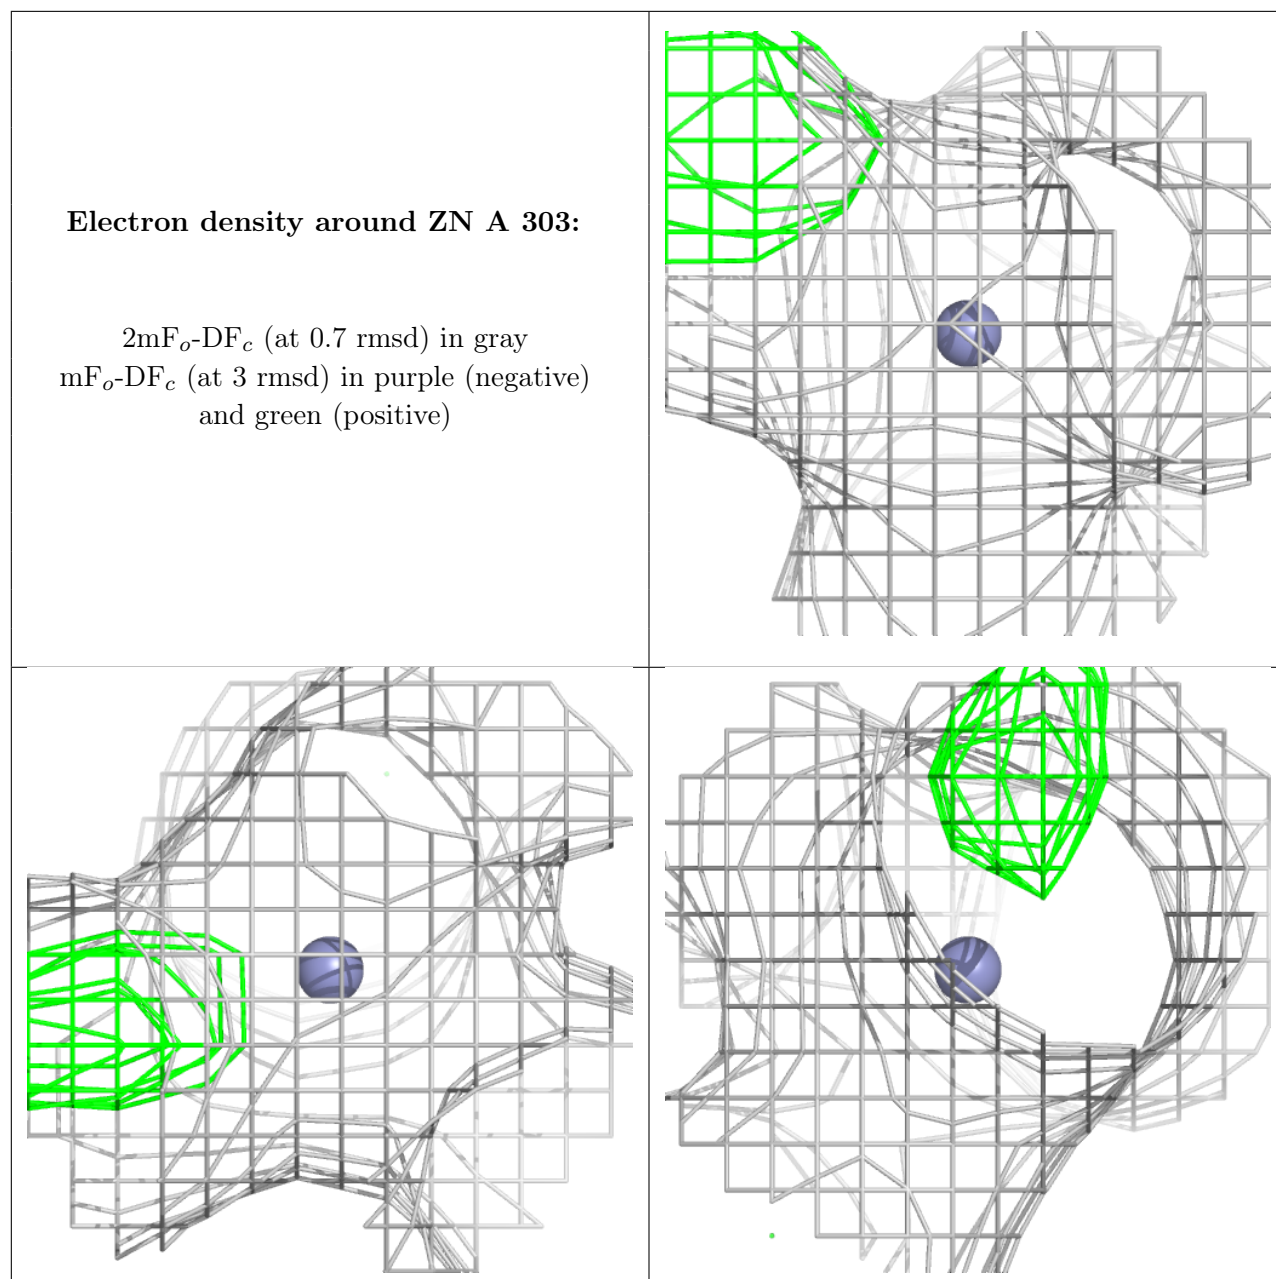 Electron density around ZN A 303:
2mFo-DFc (at 0.7 rmsd) in gray
mFo-DFc (at 3 rmsd) in purple (negative)
and green (positive)